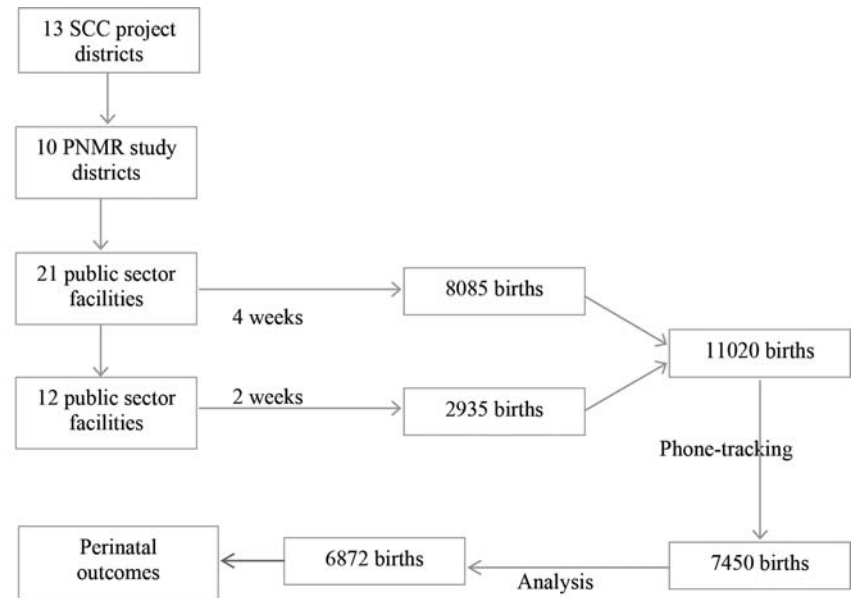 13 SCC project
districts
10 PNMR study
districts
21 public sector
facilities
4 weeks
8085 births
11020 births
12 public sector
facilities
2 weeks
2935 births
Phone-tracking
Perinatal
outcomes
6872 births
Analysis
7450 births